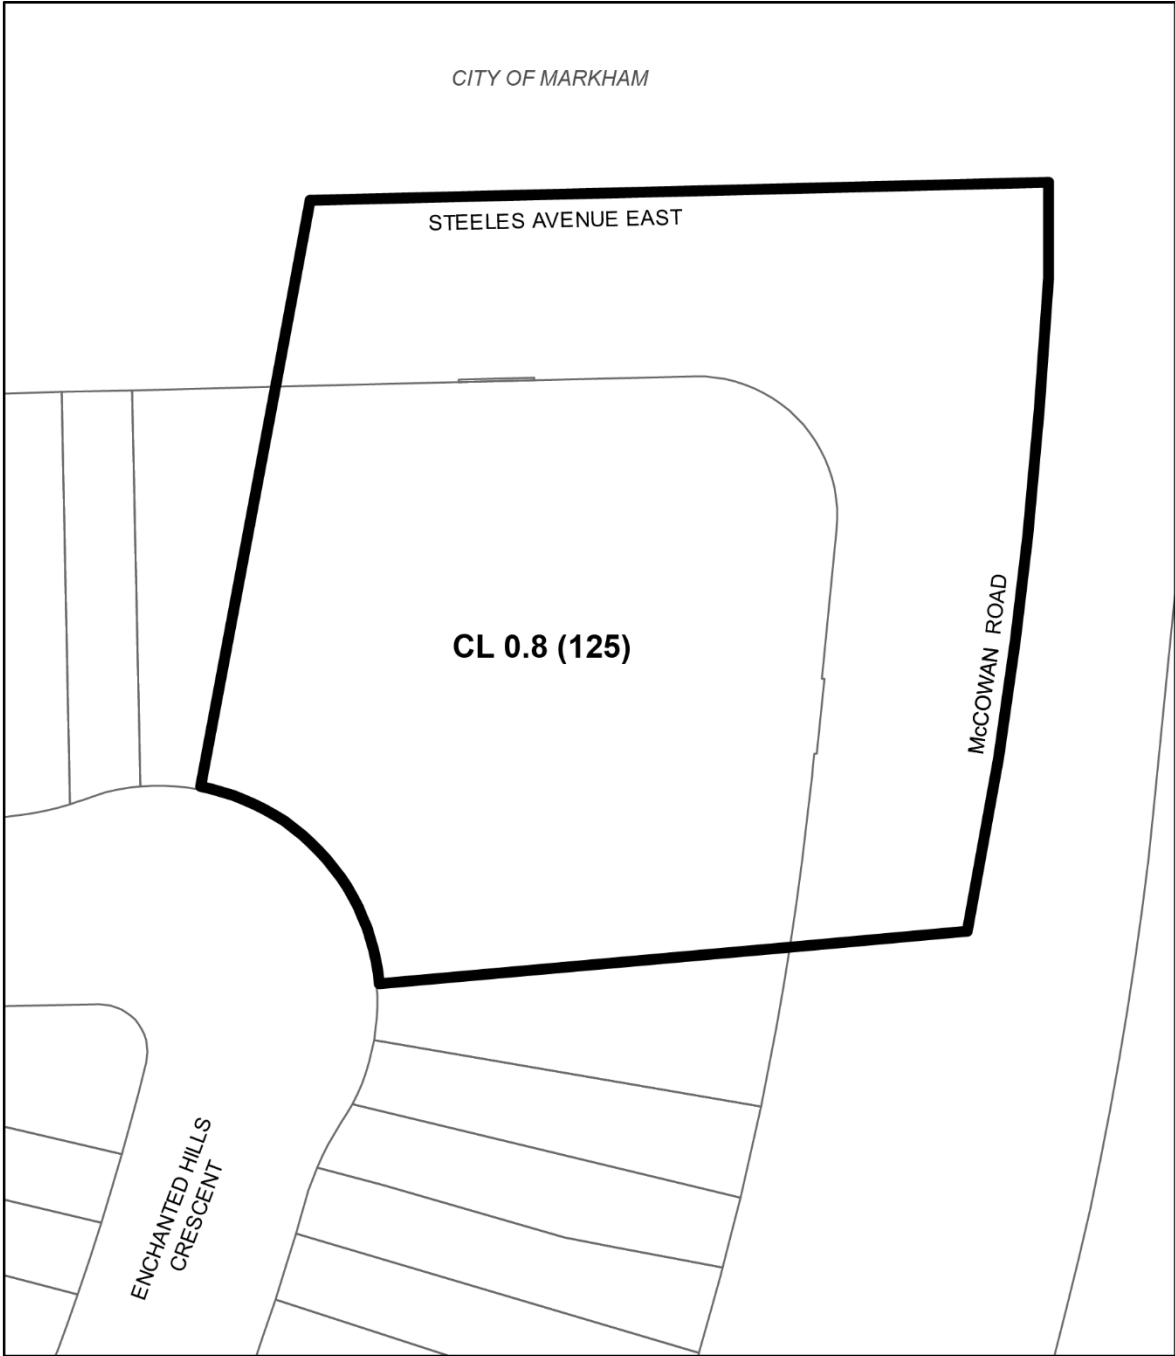 CITY OF MARKHAM
STEELES AVENUE EAST
CL 0.8 (125)
McCOWAN ROAD
ENCHANTED HILLS
CRESCENT